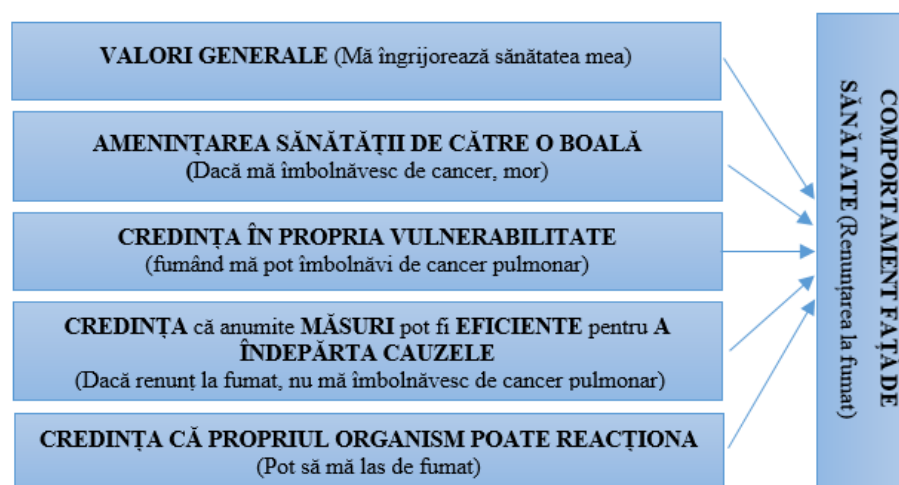 VALORI GENERALE (Mă îngrijorează sănătatea mea)
AMENINȚAREA SĂNĂTĂȚII DE CĂTRE O BOALĂ
(Dacă mă îmbolnăvesc de cancer, mor)
CREDINȚA ÎN PROPRIA VULNERABILITATE
(fumând mă pot îmbolnăvi de cancer pulmonar)
CREDINȚA că anumite MĂSURI pot fi EFICIENTE pentru A
ÎNDEPĂRTA CAUZELE
(Dacă renunț la fumat, nu mă îmbolnăvesc de cancer pulmonar)
CREDINȚA CĂ PROPRIUL ORGANISM POATE REACȚIONA
(Pot să mă las de fumat)
COMPORTAMENT FAȚĂ DE
SĂNĂTATE (Renunțarea la fumat)